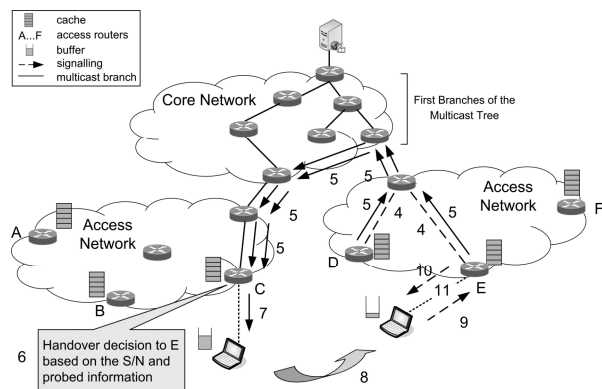 cache
A...F access routers
buffer
signalling
multicast branch
Core Network
First Branches of the
Multicast Tree
5
5
5
5
5
5
4
4
5
Access
Network
F
Access
Network
A
B
C
D
E
10
11
9
7
8
6
Handover decision to E
based on the S/N and
probed information